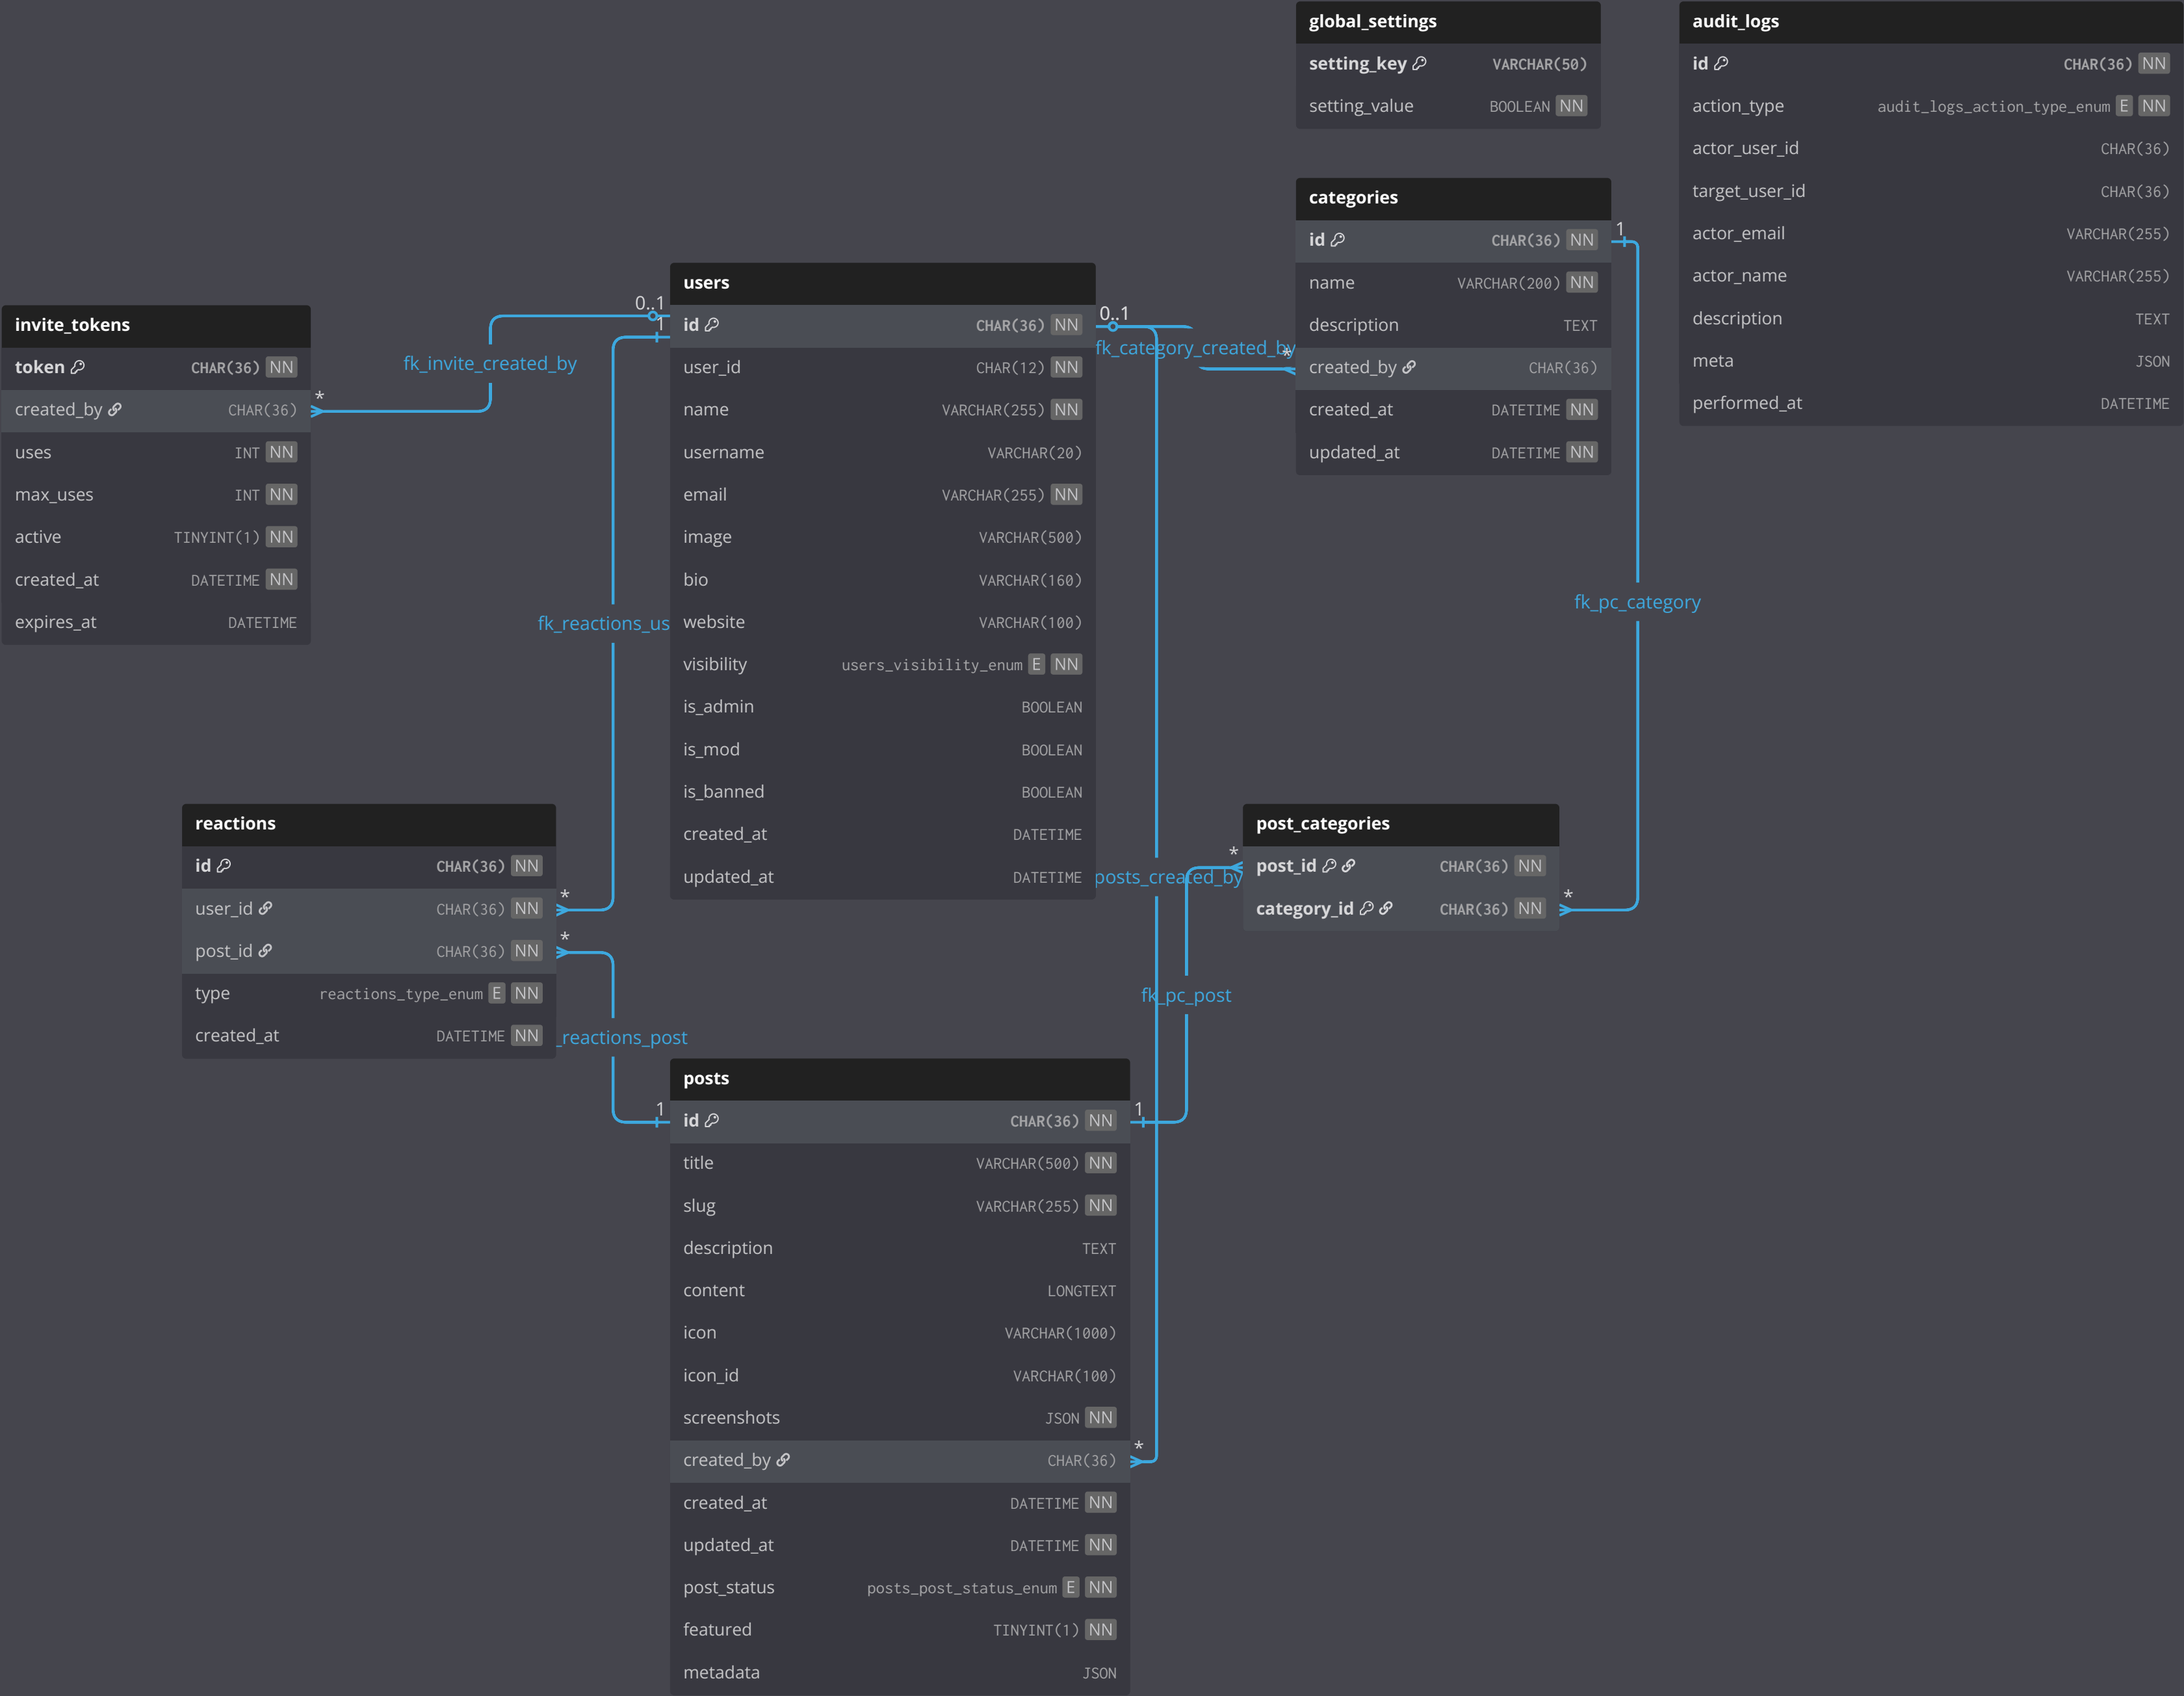 global_settings
setting_key VARCHAR(50)
setting_value BOOLEAN NN
audit_logs
id CHAR(36) NN
action_type audit_logs_action_type_enum E NN
actor_user_id CHAR(36)
target_user_id CHAR(36)
actor_email VARCHAR(255)
actor_name VARCHAR(255)
description TEXT
meta JSON
performed_at DATETIME
categories
id CHAR(36) NN
name VARCHAR(200) NN
description TEXT
created_by CHAR(36)
created_at DATETIME NN
updated_at DATETIME NN
1
users
id CHAR(36) NN
user_id CHAR(12) NN
name VARCHAR(255) NN
username VARCHAR(20)
email VARCHAR(255) NN
image VARCHAR(500)
bio VARCHAR(160)
website VARCHAR(100)
visibility users_visibility_enum E NN
is_admin BOOLEAN
is_mod BOOLEAN
is_banned BOOLEAN
created_at DATETIME
updated_at DATETIME
0..1
1
0..1
fk_category_created_by
*
invite_tokens
token CHAR(36) NN
created_by CHAR(36)
uses INT NN
max_uses INT NN
active TINYINT(1) NN
created_at DATETIME NN
expires_at DATETIME
*
fk_invite_created_by
fk_reactions_us
fk_pc_category
reactions
id CHAR(36) NN
user_id CHAR(36) NN
post_id CHAR(36) NN
type reactions_type_enum E NN
created_at DATETIME NN
*
*
_reactions_post
post_categories
post_id CHAR(36) NN
category_id CHAR(36) NN
*
*
posts_created_by
fk_pc_post
posts
id CHAR(36) NN
title VARCHAR(500) NN
slug VARCHAR(255) NN
description TEXT
content LONGTEXT
icon VARCHAR(1000)
icon_id VARCHAR(100)
screenshots JSON NN
created_by CHAR(36)
created_at DATETIME NN
updated_at DATETIME NN
post_status posts_post_status_enum E NN
featured TINYINT(1) NN
metadata JSON
1
1
*